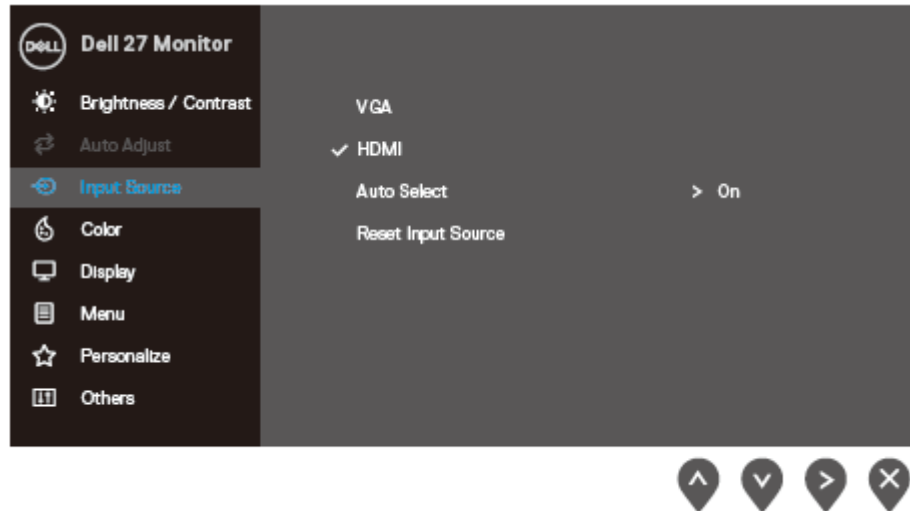 DELL Dell 27 Monitor
Brightness / Contrast
Auto Adjust
Input Source
Color
Display
Menu
Personalize
Others
VGA
HDMI
Auto Select > On
Reset Input Source